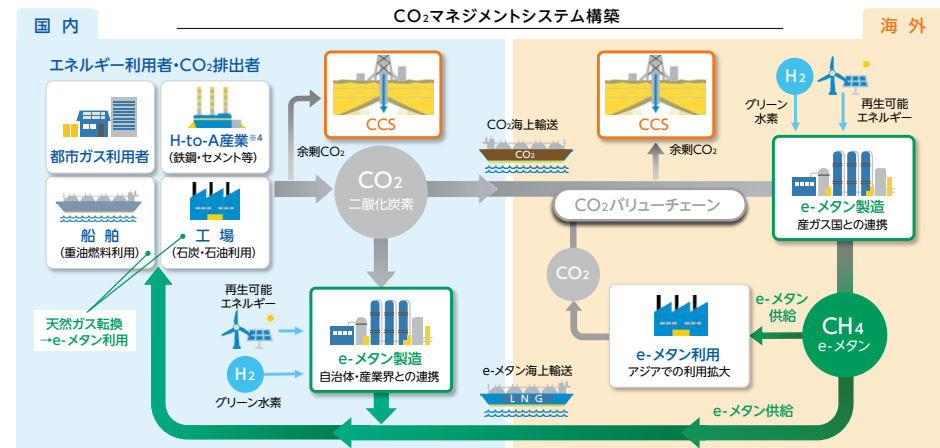 CO₂マネジメントシステム構築
国内
海外
エネルギー利用者・CO₂排出者
都市ガス利用者
H-to-A産業※4
(鉄鋼・セメント等)
船舶
(重油燃料利用)
工場
(石炭・石油利用)
天然ガス転換
→e-メタン利用
CCS
余剰CO₂
CO₂
二酸化炭素
再生可能
エネルギー
H₂
グリーン水素
e-メタン製造
自治体・産業界との連携
CO₂海上輸送
CO₂
CCS
余剰CO₂
CO₂バリューチェーン
CO₂
H₂
グリーン
水素
再生可能
エネルギー
e-メタン製造
産ガス国との連携
e-メタン
供給
CH₄
e-メタン
e-メタン利用
アジアでの利用拡大
e-メタン海上輸送
LNG
e-メタン供給